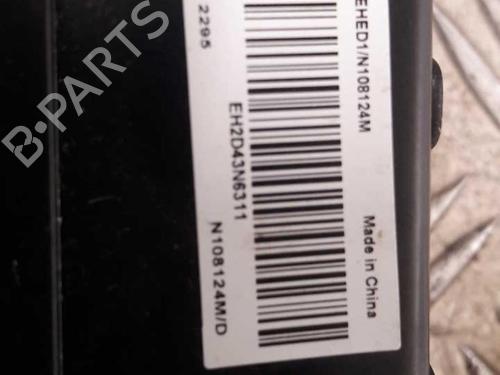 EHED1/N108124M
Made in China
EH2D43N6311
2295
N108124M/D
B-PARTS